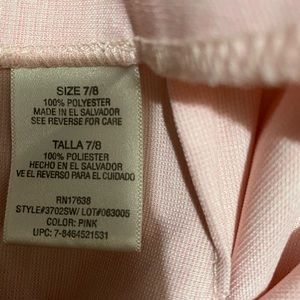 SIZE 7/8
100% POLYESTER
MADE IN EL SALVADOR
SEE REVERSE FOR CARE
TALLA 7/8
100% POLIESTER
HECHO EN EL SALVADOR
VE EL REVERSO PARA EL CUIDADO
RN17638
STYLE#3702SW/ LOT#063005
COLOR: PINK
UPC: 7-8464521531